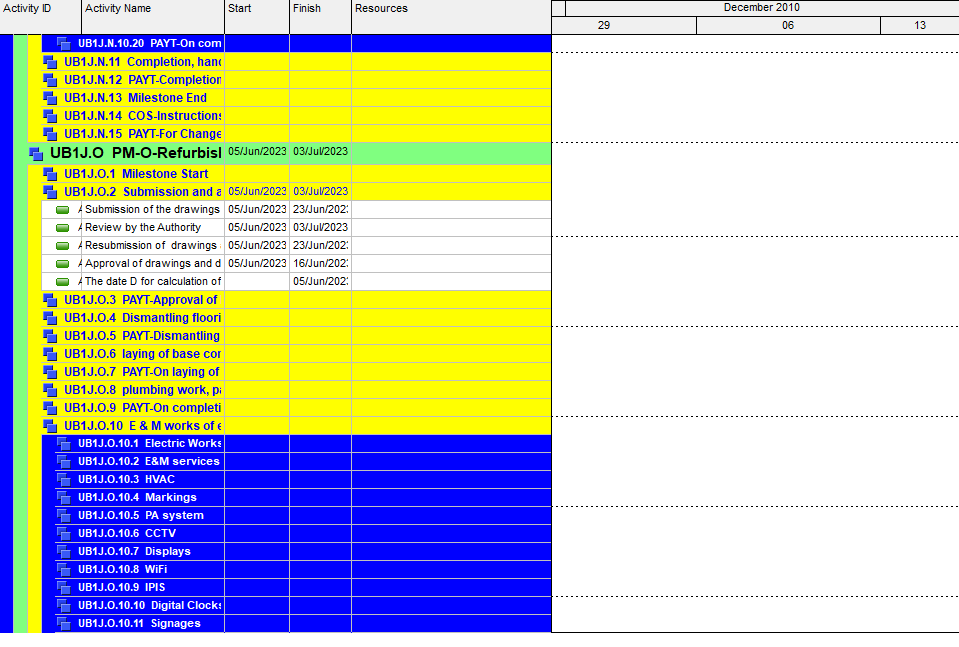 Activity ID Activity Name Start Finish Resources December 2010
29 06 13
UB1J.N.10.20 PAYT-On com
UB1J.N.11 Completion, hand
UB1J.N.12 PAYT-Completion
UB1J.N.13 Milestone End
UB1J.N.14 COS-Instructions
UB1J.N.15 PAYT-For Change
UB1J.O PM-O-Refurbisl 05/Jun/2023 03/Jul/2023
UB1J.O.1 Milestone Start
UB1J.O.2 Submission and a 05/Jun/2023 03/Jul/2023
A Submission of the drawings 05/Jun/2023 23/Jun/202
A Review by the Authority 05/Jun/2023 03/Jul/2023
A Resubmission of drawings 05/Jun/2023 23/Jun/202
A Approval of drawings and d 05/Jun/2023 16/Jun/202
A The date D for calculation of 05/Jun/202
UB1J.O.3 PAYT-Approval of
UB1J.O.4 Dismantling floori
UB1J.O.5 PAYT-Dismantling
UB1J.O.6 laying of base con
UB1J.O.7 PAYT-On laying of
UB1J.O.8 plumbing work, pa
UB1J.O.9 PAYT-On completi
UB1J.O.10 E & M works of e
UB1J.O.10.1 Electric Works
UB1J.O.10.2 E&M services
UB1J.O.10.3 HVAC
UB1J.O.10.4 Markings
UB1J.O.10.5 PA system
UB1J.O.10.6 CCTV
UB1J.O.10.7 Displays
UB1J.O.10.8 WiFi
UB1J.O.10.9 IPIS
UB1J.O.10.10 Digital Clocks
UB1J.O.10.11 Signages